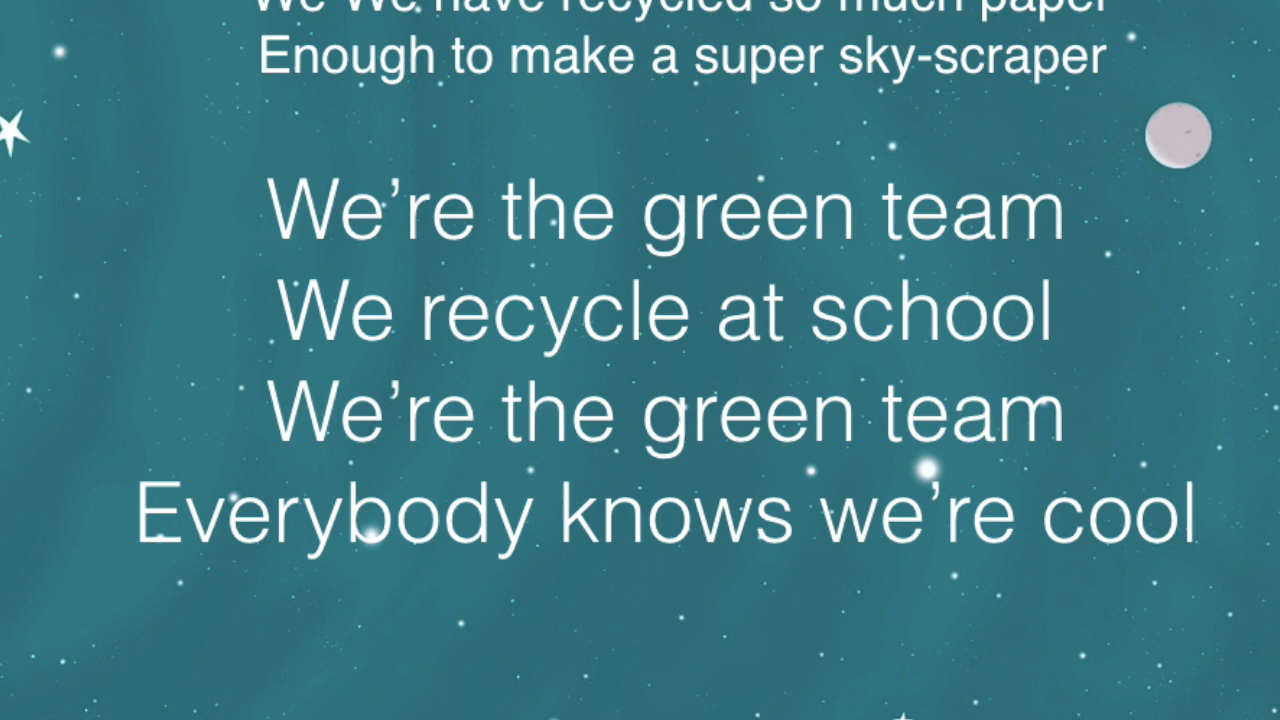 We We have recycled so much paper
Enough to make a super sky-scraper
We’re the green team
We recycle at school
We’re the green team
Everybody knows we’re cool